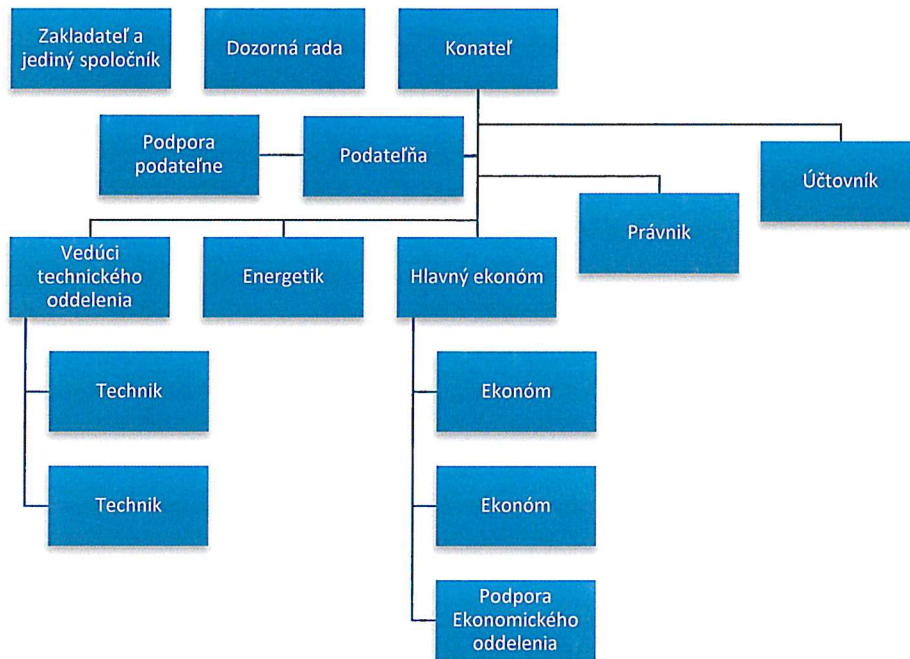 Zakladateľ a
jediný spoločník
Dozorná rada
Konateľ
Podpora
podateľne
Podateľňa
Účtovník
Právnik
Vedúci
technického
oddelenia
Energetik
Hlavný ekonóm
Technik
Ekonóm
Technik
Ekonóm
Podpora
Ekonomického
oddelenia